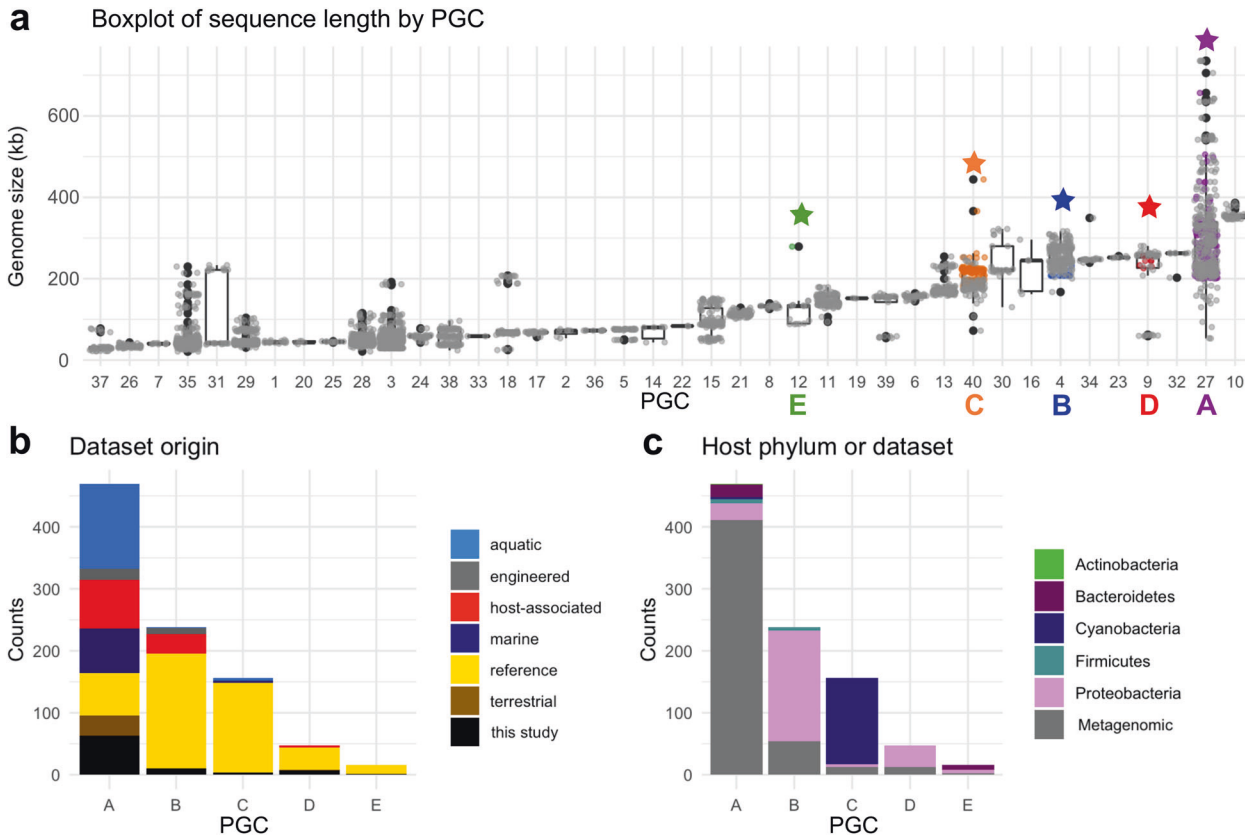 a Boxplot of sequence length by PGC
Genome size (kb)
600
400
200
0
37 26 7 35 31 29 1 20 25 28 3 24 38 33 18 17 2 36 5 14 22 15 21 8 12 11 19 39 6 13 40 30 16 4 34 23 9 32 27 10
PGC
E C B D A
b Dataset origin
Counts
400
300
200
100
0
A B C D E
PGC
aquatic
engineered
host-associated
marine
reference
terrestrial
this study
c Host phylum or dataset
Counts
400
300
200
100
0
A B C D E
PGC
Actinobacteria
Bacteroidetes
Cyanobacteria
Firmicutes
Proteobacteria
Metagenomic